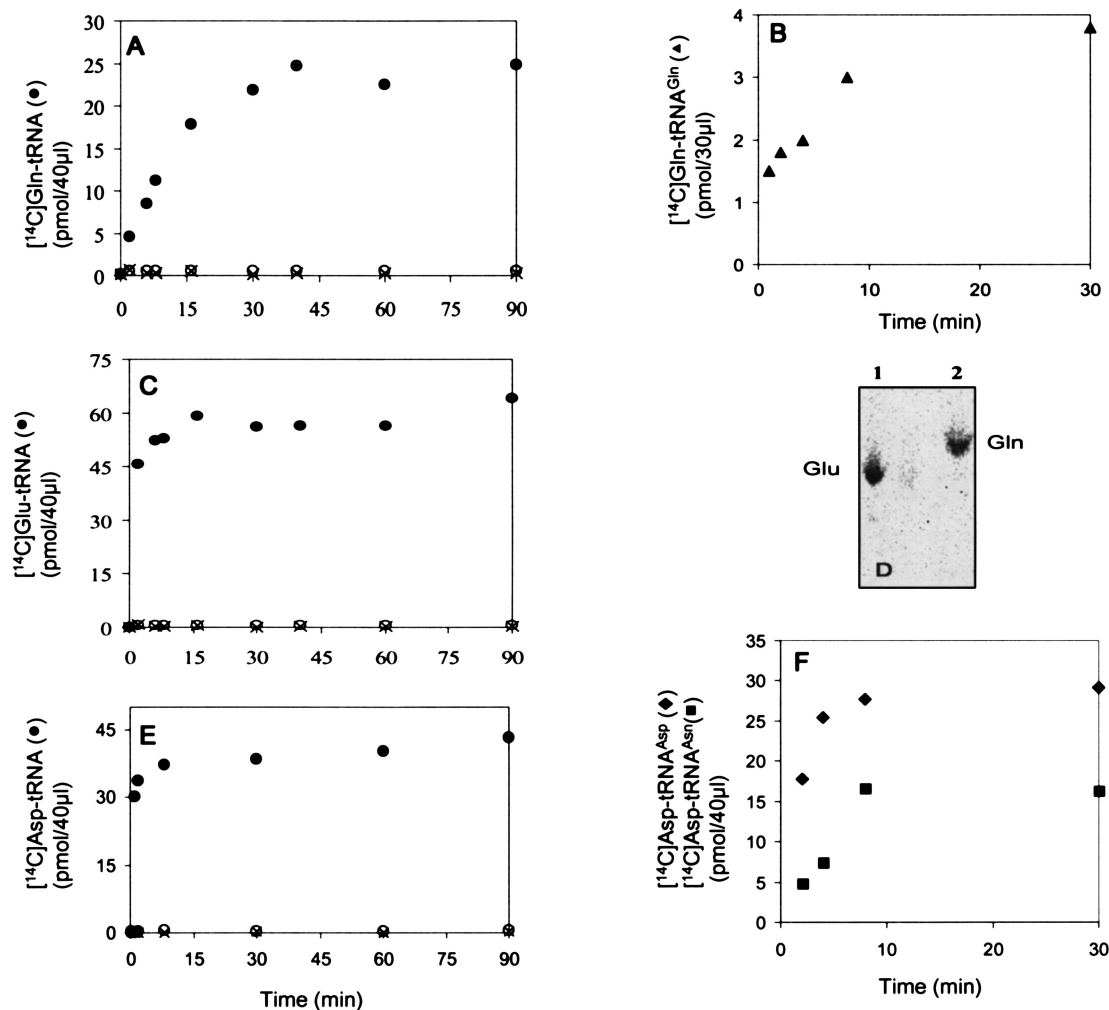 A
[¹⁴C]Gln-tRNA (●)
(pmol/40μl)
30
25
20
15
10
5
0
0 15 30 45 60 75 90
B
[¹⁴C]Gln-tRNAᴳˡⁿ (▲)
(pmol/30μl)
4
3
2
1
0
0 10 20 30
Time (min)
C
[¹⁴C]Glu-tRNA (●)
(pmol/40μl)
75
60
45
30
15
0
0 15 30 45 60 75 90
1 2
Glu
Gln
D
E
[¹⁴C]Asp-tRNA (●)
(pmol/40μl)
45
30
15
0
0 15 30 45 60 75 90
Time (min)
F
[¹⁴C]Asp-tRNAᴬˢᵖ (◆)
[¹⁴C]Asp-tRNAᴬˢⁿ (■)
(pmol/40μl)
35
30
25
20
15
10
5
0
0 10 20 30
Time (min)